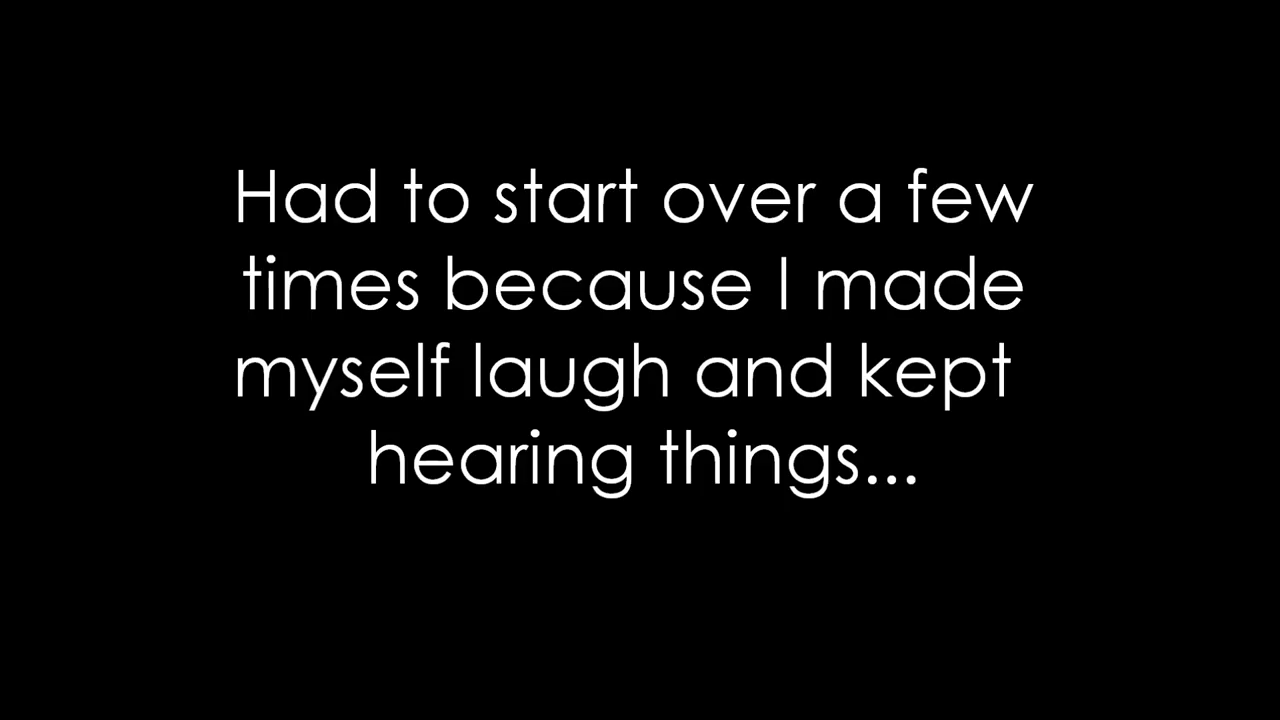 Had to start over a few
times because I made
myself laugh and kept
hearing things...